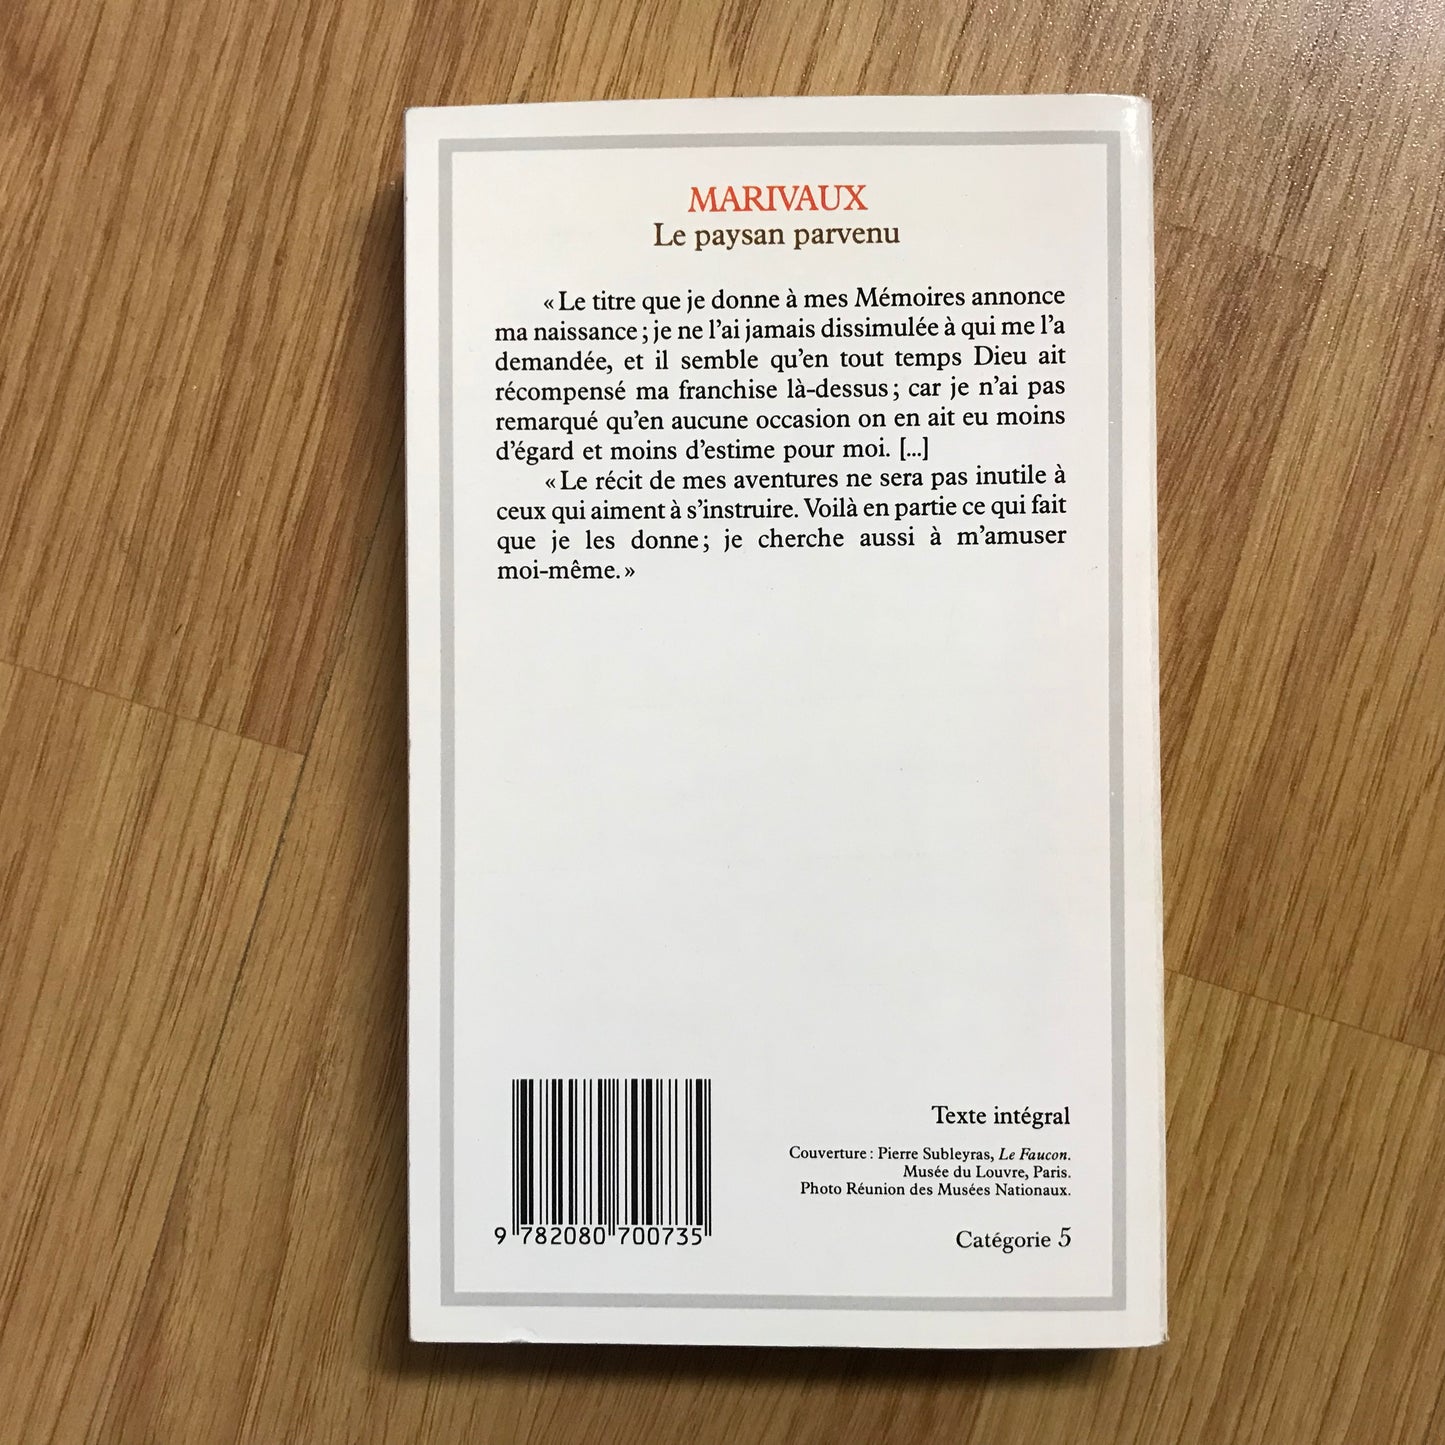 MARIVAUX
Le paysan parvenu
« Le titre que je donne à mes Mémoires annonce
ma naissance ; je ne l'ai jamais dissimulée à qui me l'a
demandée, et il semble qu'en tout temps Dieu ait
récompensé ma franchise là-dessus ; car je n'ai pas
remarqué qu'en aucune occasion on en ait eu moins
d'égard et moins d'estime pour moi. [...]
« Le récit de mes aventures ne sera pas inutile à
ceux qui aiment à s'instruire. Voilà en partie ce qui fait
que je les donne ; je cherche aussi à m'amuser
moi-même. »
Texte intégral
Couverture : Pierre Subleyras, Le Faucon.
Musée du Louvre, Paris.
Photo Réunion des Musées Nationaux.
9 782080 700735
Catégorie 5